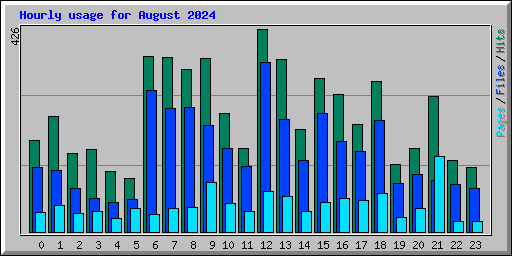 Hourly usage for August 2024
426
Pages / Files / Hits
0 1 2 3 4 5 6 7 8 9 10 11 12 13 14 15 16 17 18 19 20 21 22 23